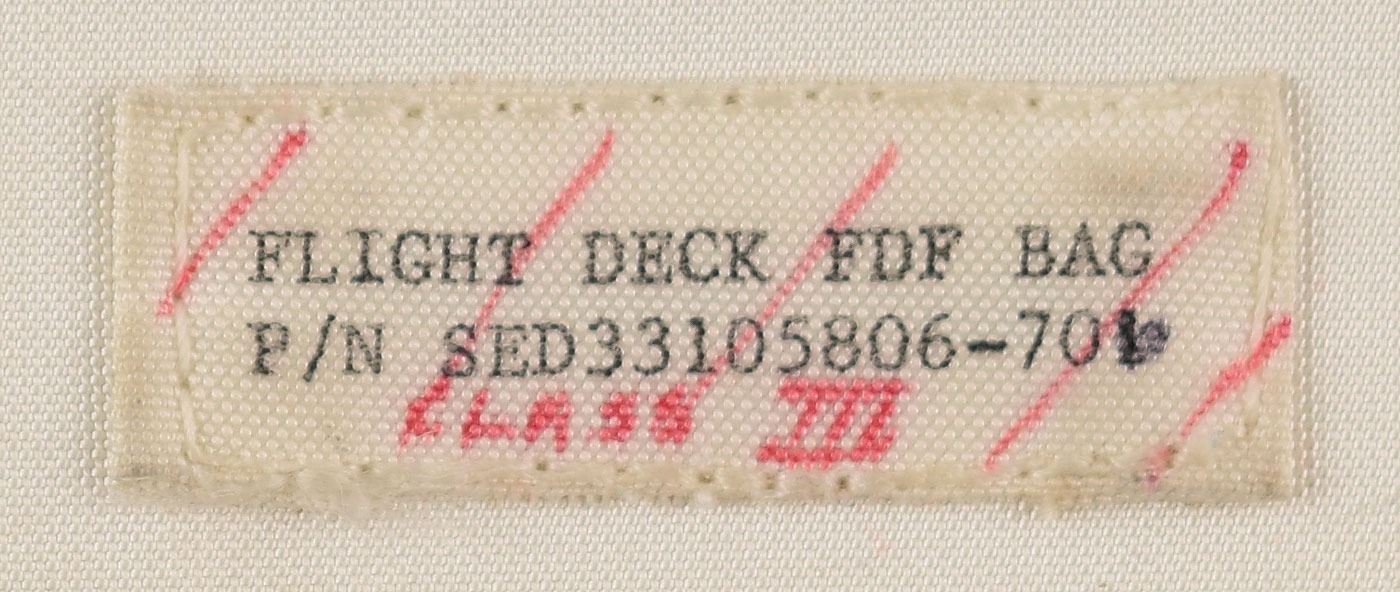 FLIGHT DECK FDF BAG
P/N SED33105806-701
CLASS III